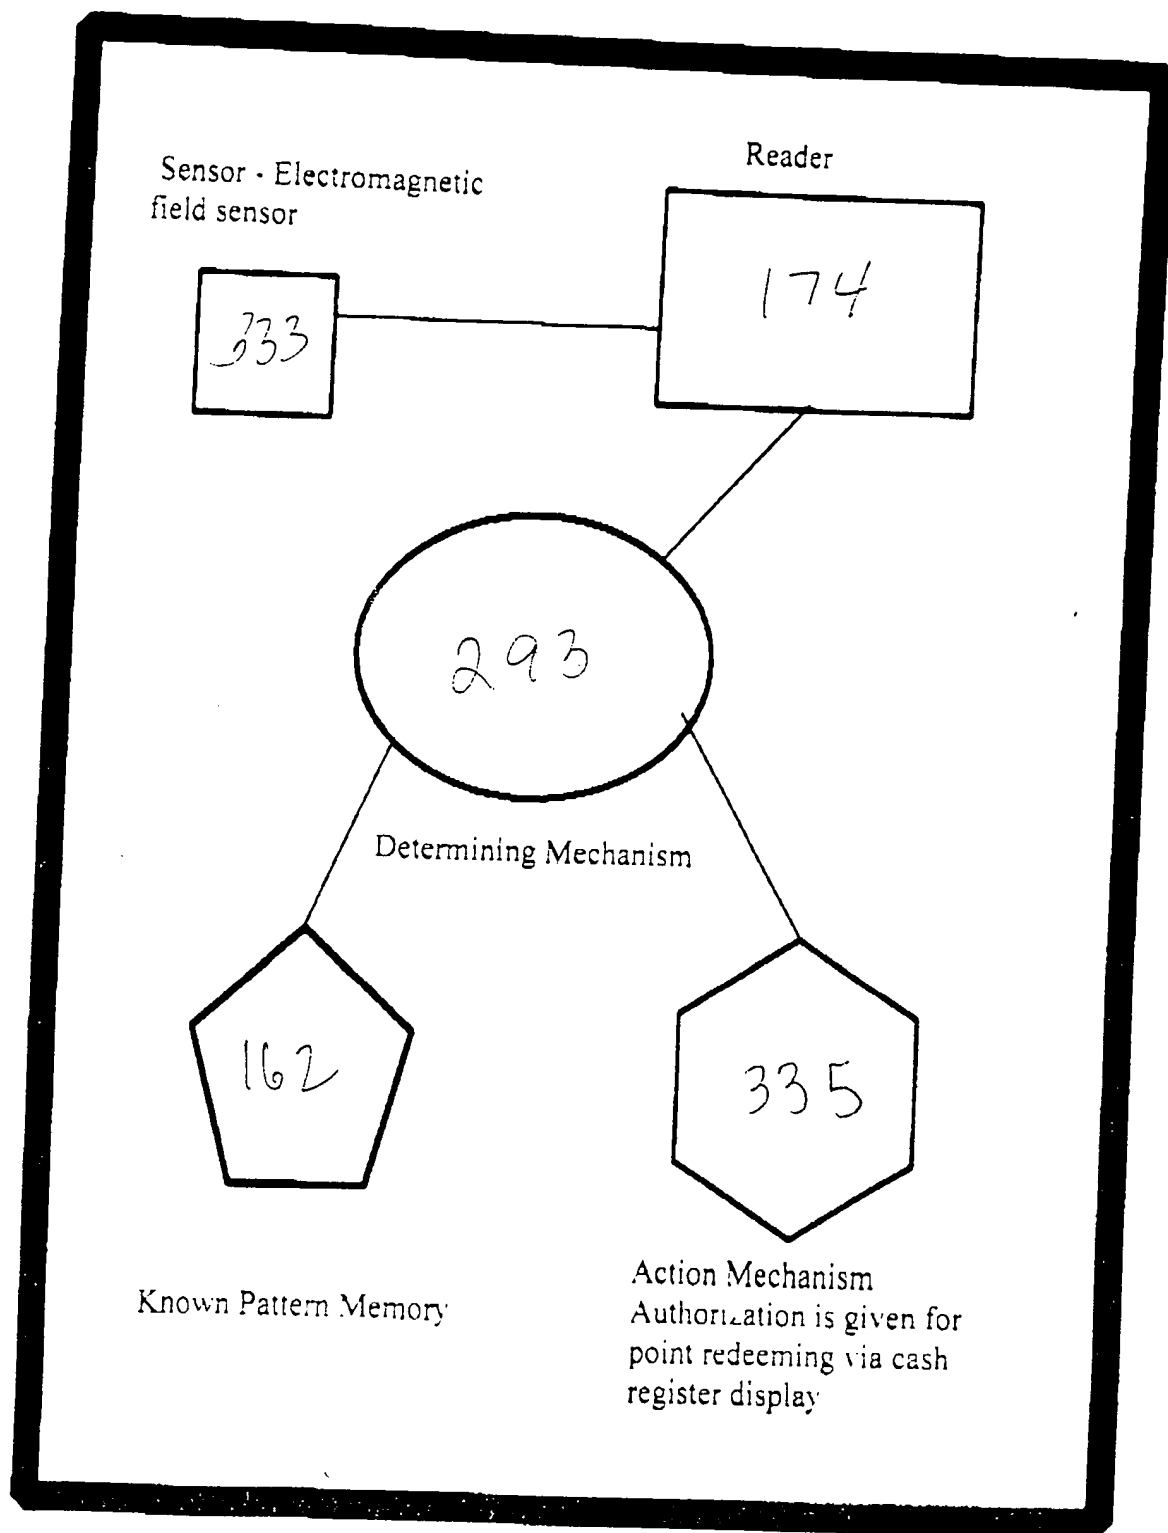 Reader
Sensor - Electromagnetic
field sensor
174
333
293
Determining Mechanism
162
335
Action Mechanism
Known Pattern Memory
Authorization is given for
point redeeming via cash
register display